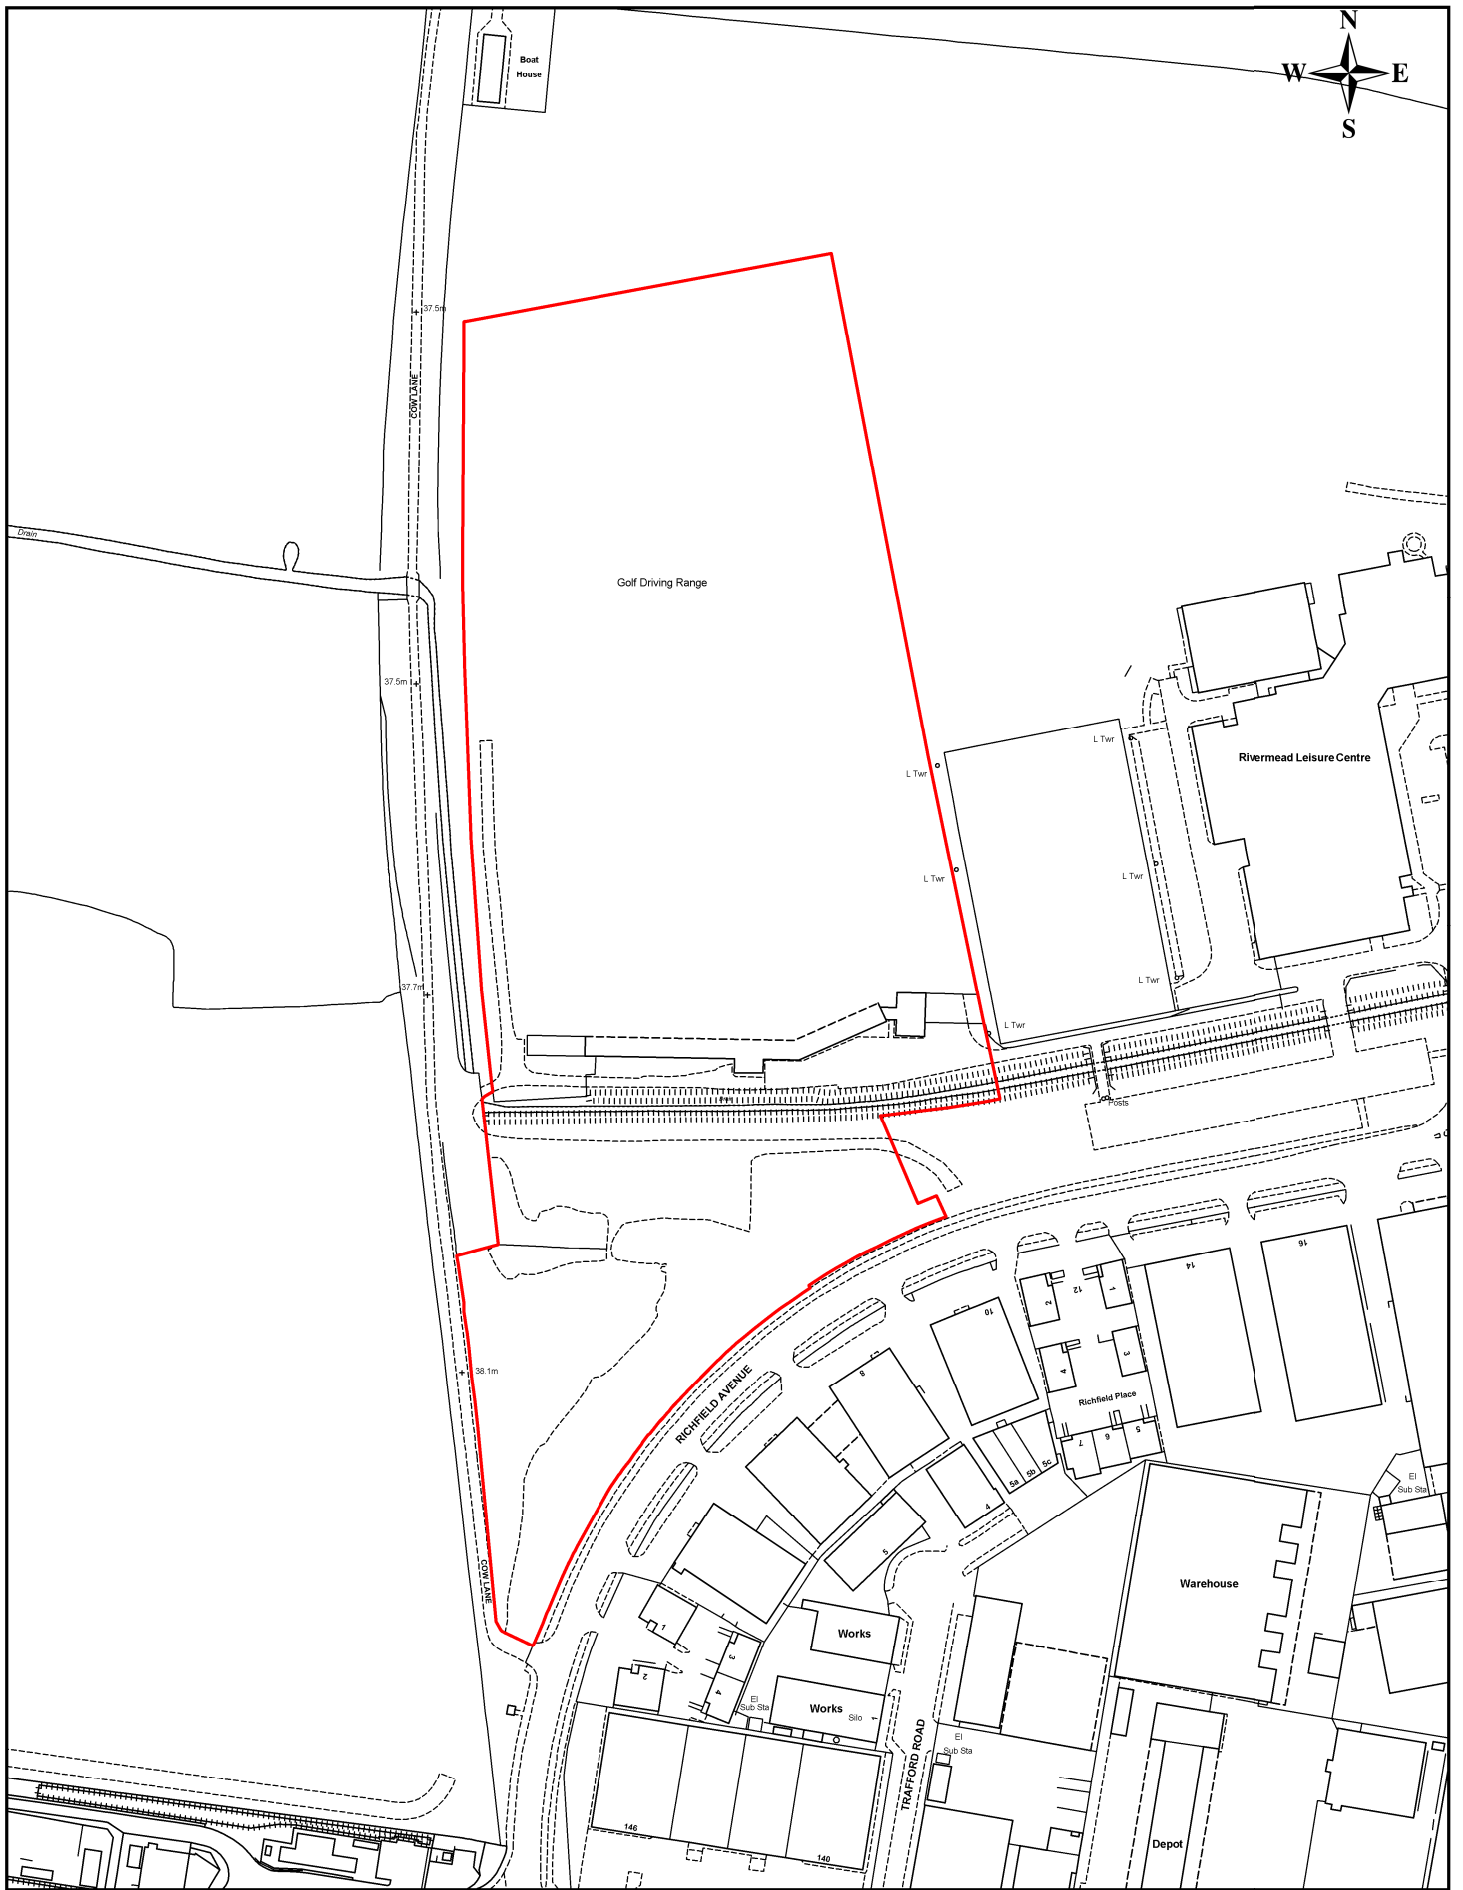 N
W E
S
Boat
House
37.5m
COW LANE
Drain
Golf Driving Range
37.5m
L Twr
L Twr
Rivermead Leisure Centre
L Twr
L Twr
L Twr
37.7m
L Twr
Posts
16
14
2
12
1
10
3
4
8
Richfield Place
38.1m
RICHFIELD AVENUE
7
6
5
5a
5b
5c
4
El
Sub Sta
5
COW LANE
Warehouse
1
Works
3
2
4
El
Sub Sta
Works
Silo
1
TRAFFORD ROAD
El
Sub Sta
146
140
Depot